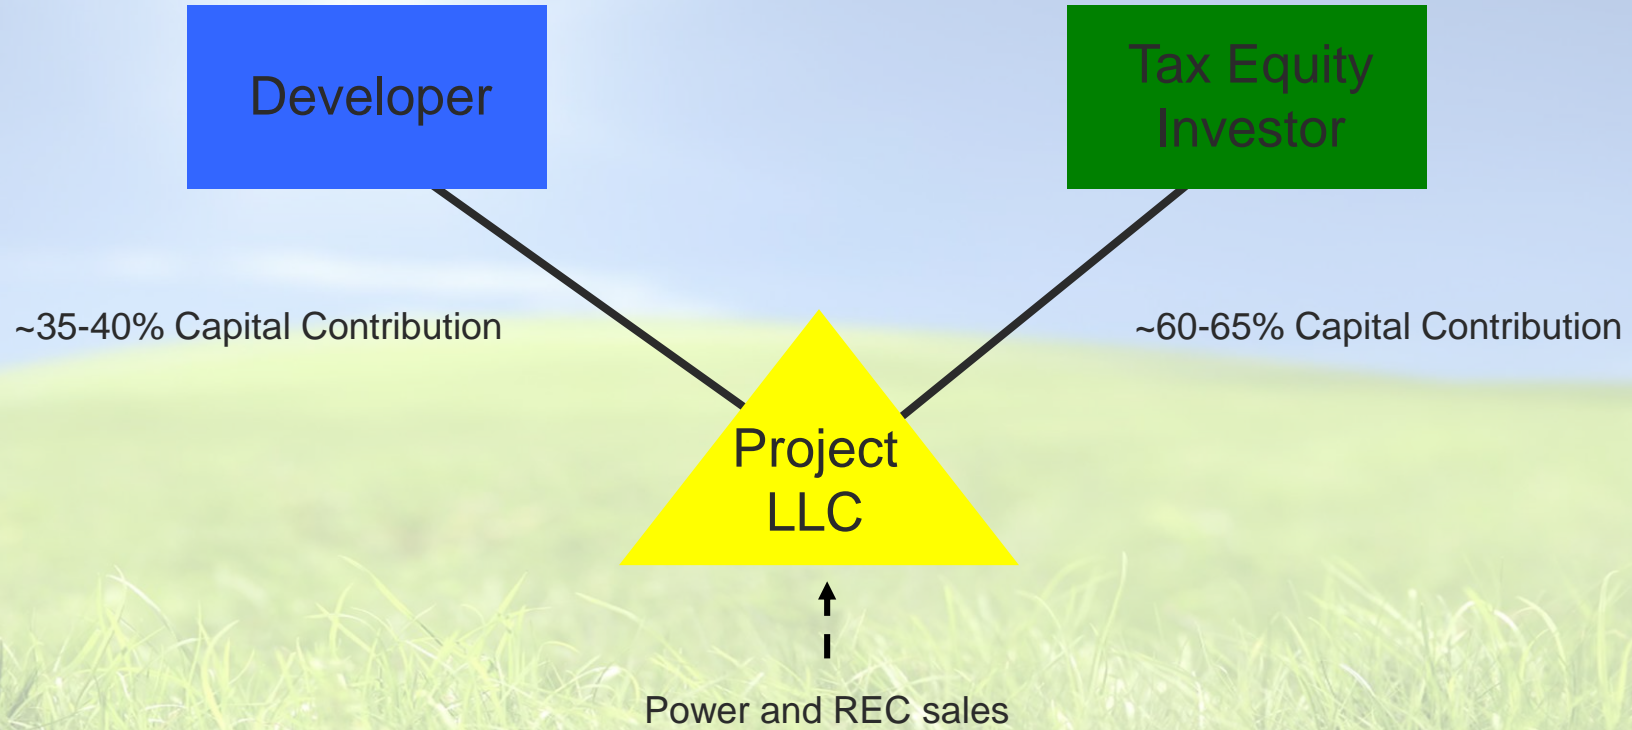 Developer
Tax Equity
Investor
~35-40% Capital Contribution
~60-65% Capital Contribution
Project
LLC
Power and REC sales